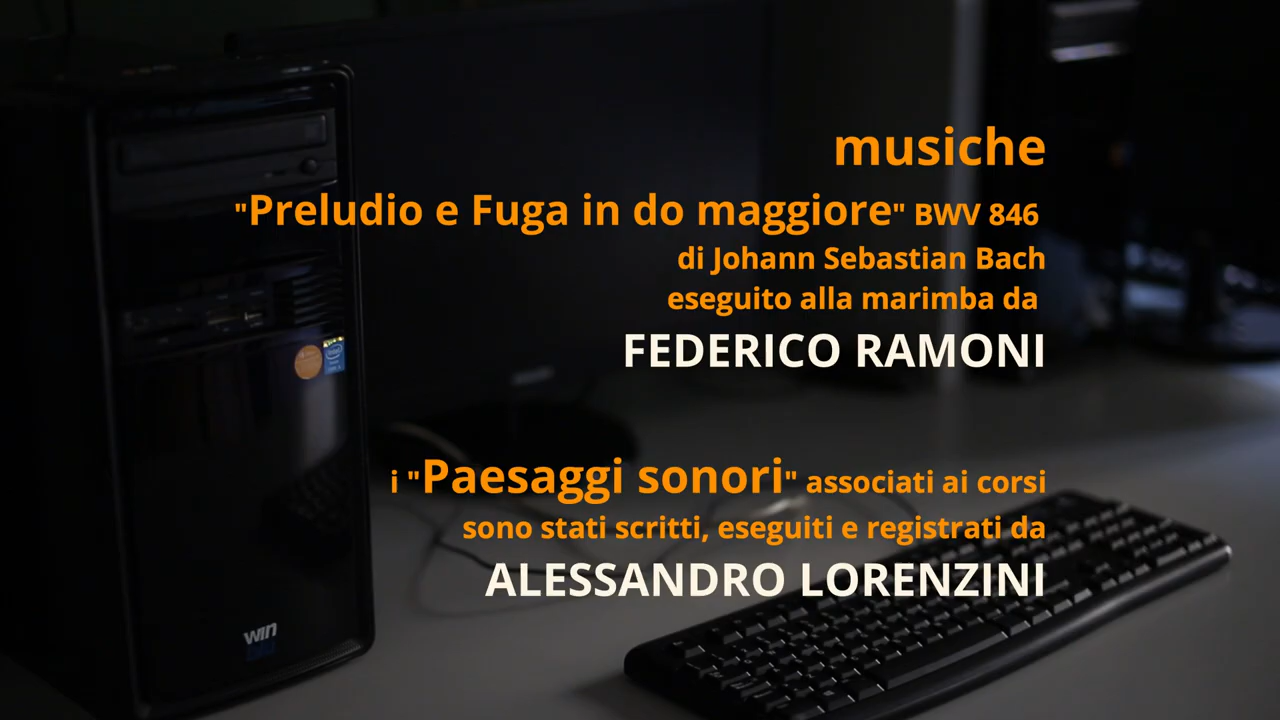 musiche
"Preludio e Fuga in do maggiore" BWV 846
di Johann Sebastian Bach
eseguito alla marimba da
FEDERICO RAMONI
i "Paesaggi sonori" associati ai corsi
sono stati scritti, eseguiti e registrati da
ALESSANDRO LORENZINI
win